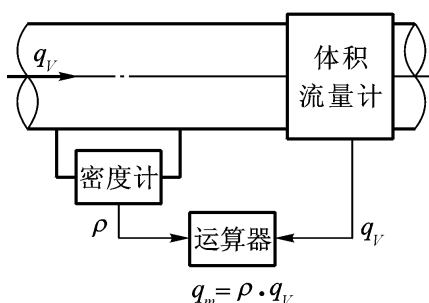 q_V
体积
流量计
密度计
ρ
运算器
q_V
q_m = ρ · q_V